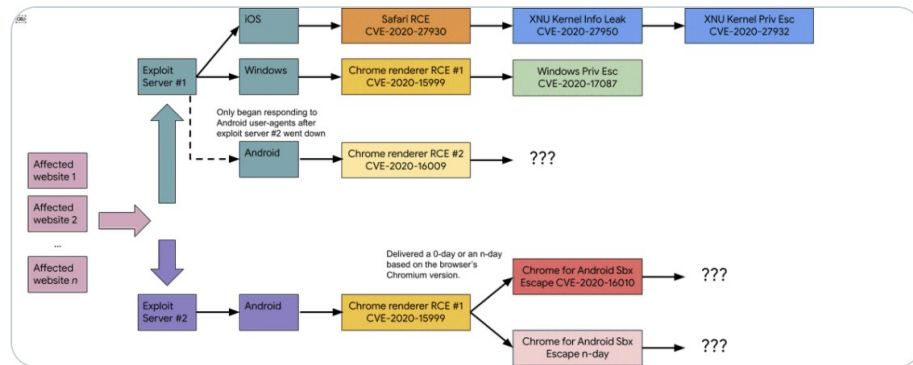 iOS
Safari RCE
CVE-2020-27930
XNU Kernel Info Leak
CVE-2020-27950
XNU Kernel Priv Esc
CVE-2020-27932
Exploit
Server #1
Windows
Chrome renderer RCE #1
CVE-2020-15999
Windows Priv Esc
CVE-2020-17087
Only began responding to
Android user-agents after
exploit server #2 went down
Android
Chrome renderer RCE #2
CVE-2020-16009
???
Affected
website 1
Affected
website 2
...
Affected
website n
Delivered a 0-day or an n-day
based on the browser's
Chromium version.
Exploit
Server #2
Android
Chrome renderer RCE #1
CVE-2020-15999
Chrome for Android Sbx
Escape CVE-2020-16010
???
Chrome for Android Sbx
Escape n-day
???